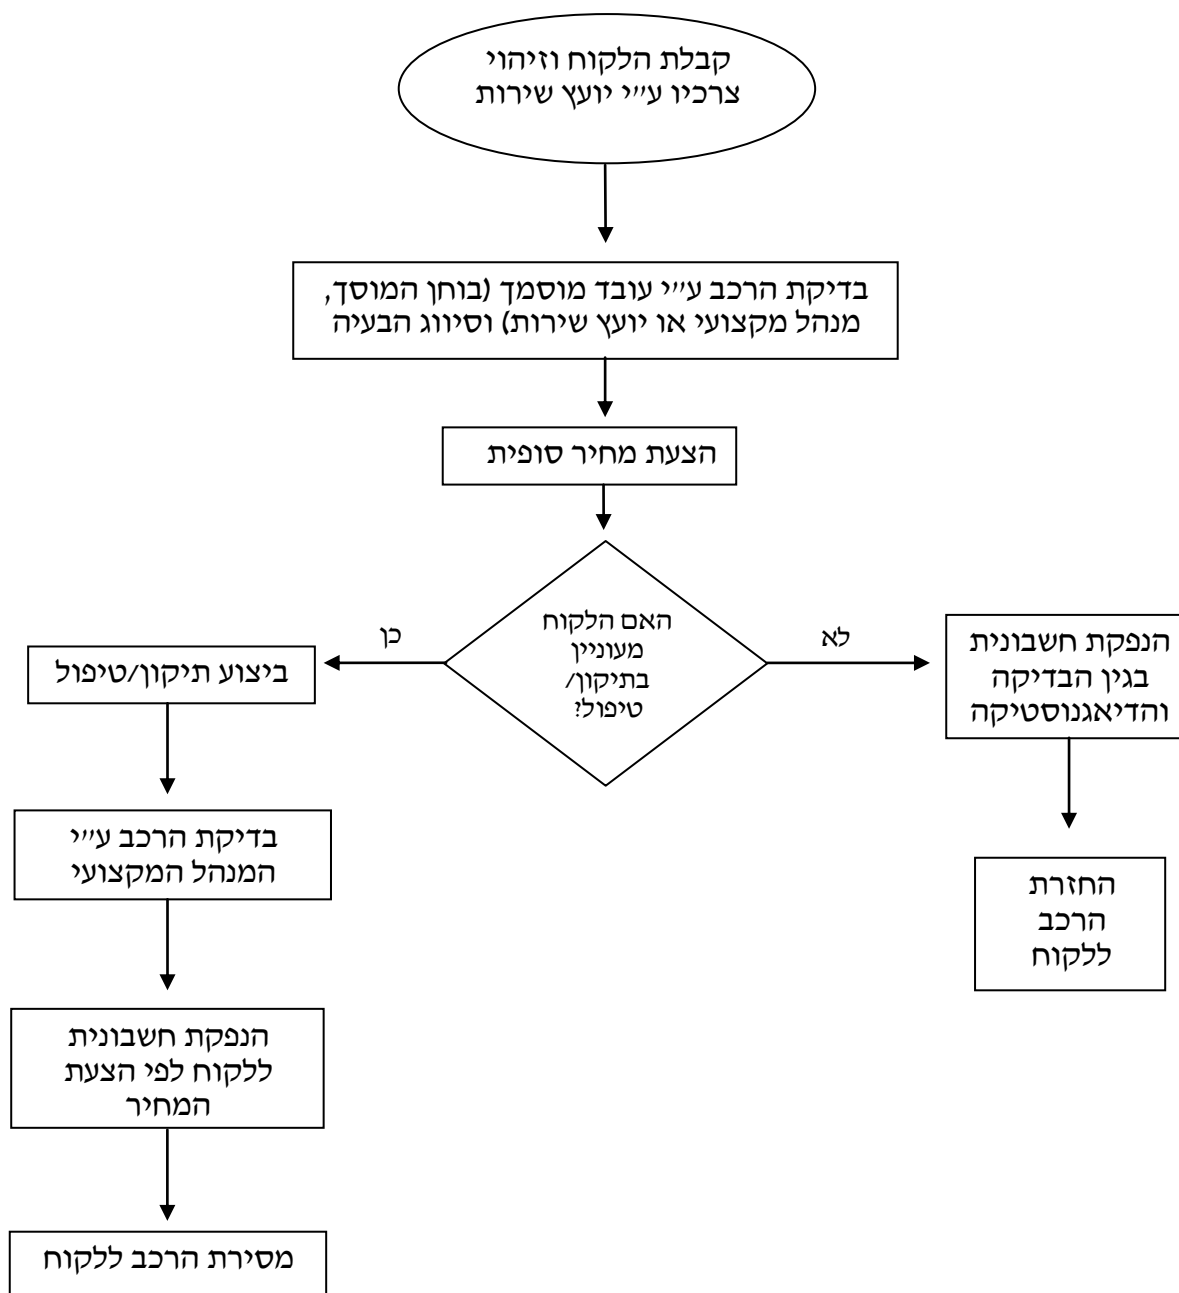 קבלת הלקוח וזיהוי
צרכיו ע״י יועץ שירות
בדיקת הרכב ע״י עובד מוסמך (בוחן המוסך,
מנהל מקצועי או יועץ שירות) וסיווג הבעיה
הצעת מחיר סופית
האם הלקוח
מעוניין
בתיקון/
טיפול?
לא
הנפקת חשבונית
בגין הבדיקה
והדיאגנוסטיקה
החזרת
הרכב
ללקוח
כן
ביצוע תיקון/טיפול
בדיקת הרכב ע״י
המנהל המקצועי
הנפקת חשבונית
ללקוח לפי הצעת
המחיר
מסירת הרכב ללקוח